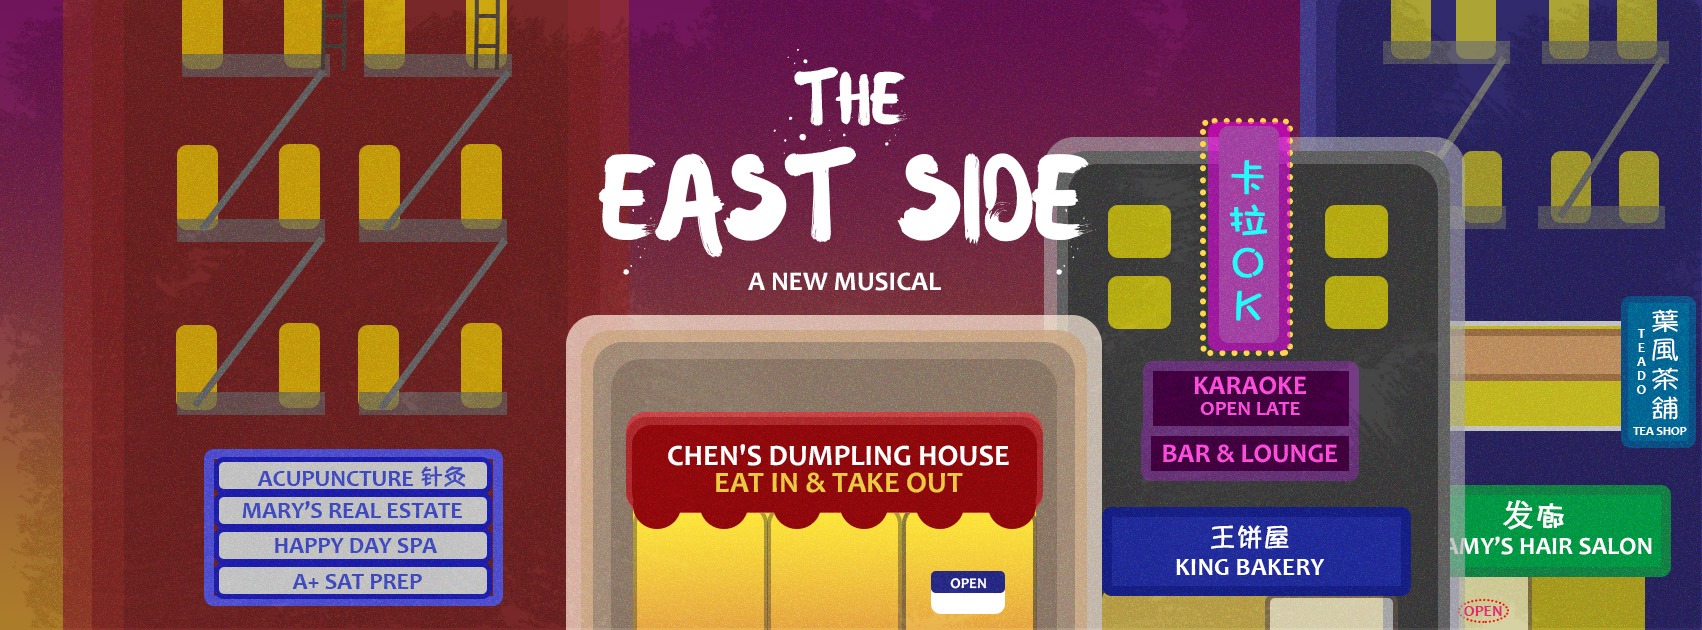 THE
EAST SIDE
A NEW MUSICAL
ACUPUNCTURE 针灸
MARY'S REAL ESTATE
HAPPY DAY SPA
A+ SAT PREP
CHEN'S DUMPLING HOUSE
EAT IN & TAKE OUT
OPEN
卡拉OK
KARAOKE
OPEN LATE
BAR & LOUNGE
王饼屋
KING BAKERY
葉風茶舖
TEADO
TEA SHOP
发廊
AMY'S HAIR SALON
OPEN